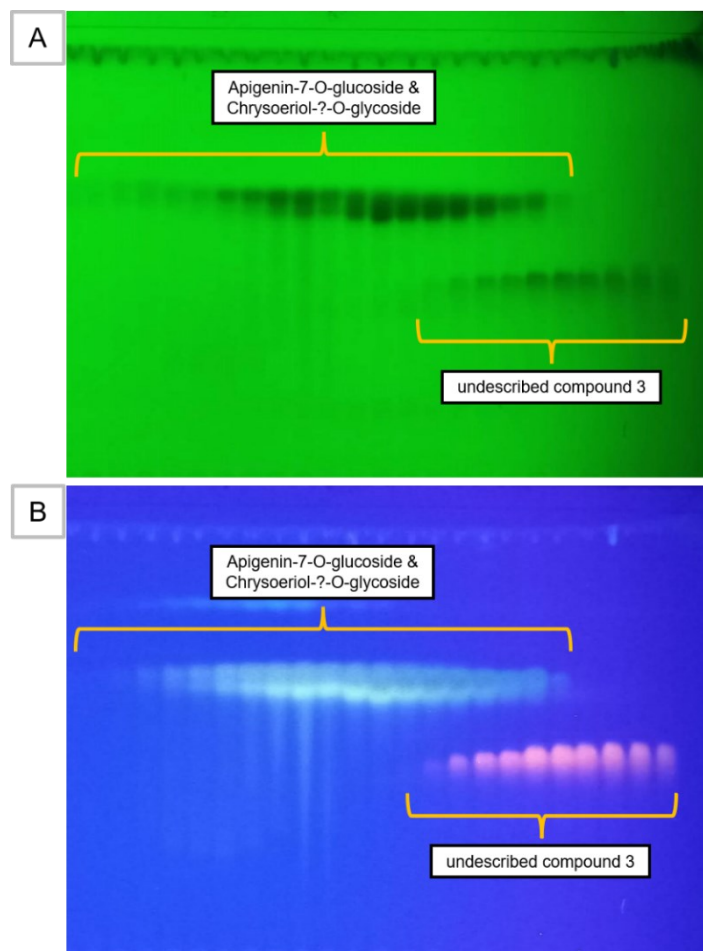 A
Apigenin-7-O-glucoside &
Chrysoeriol-?-O-glycoside
undescribed compound 3
B
Apigenin-7-O-glucoside &
Chrysoeriol-?-O-glycoside
undescribed compound 3